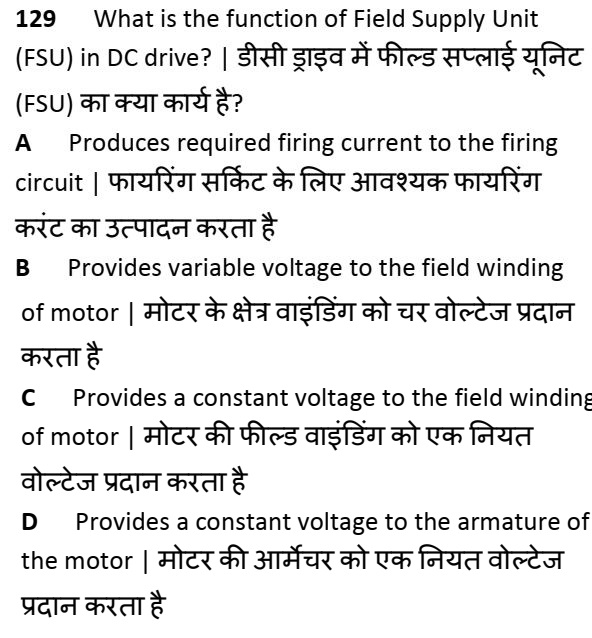 129 What is the function of Field Supply Unit
(FSU) in DC drive? | डीसी ड्राइव में फील्ड सप्लाई यूनिट
(FSU) का क्या कार्य है?
A Produces required firing current to the firing
circuit | फायरिंग सर्किट के लिए आवश्यक फायरिंग
करंट का उत्पादन करता है
B Provides variable voltage to the field winding
of motor | मोटर के क्षेत्र वाइंडिंग को चर वोल्टेज प्रदान
करता है
C Provides a constant voltage to the field winding
of motor | मोटर की फील्ड वाइंडिंग को एक नियत
वोल्टेज प्रदान करता है
D Provides a constant voltage to the armature of
the motor | मोटर की आर्मेचर को एक नियत वोल्टेज
प्रदान करता है